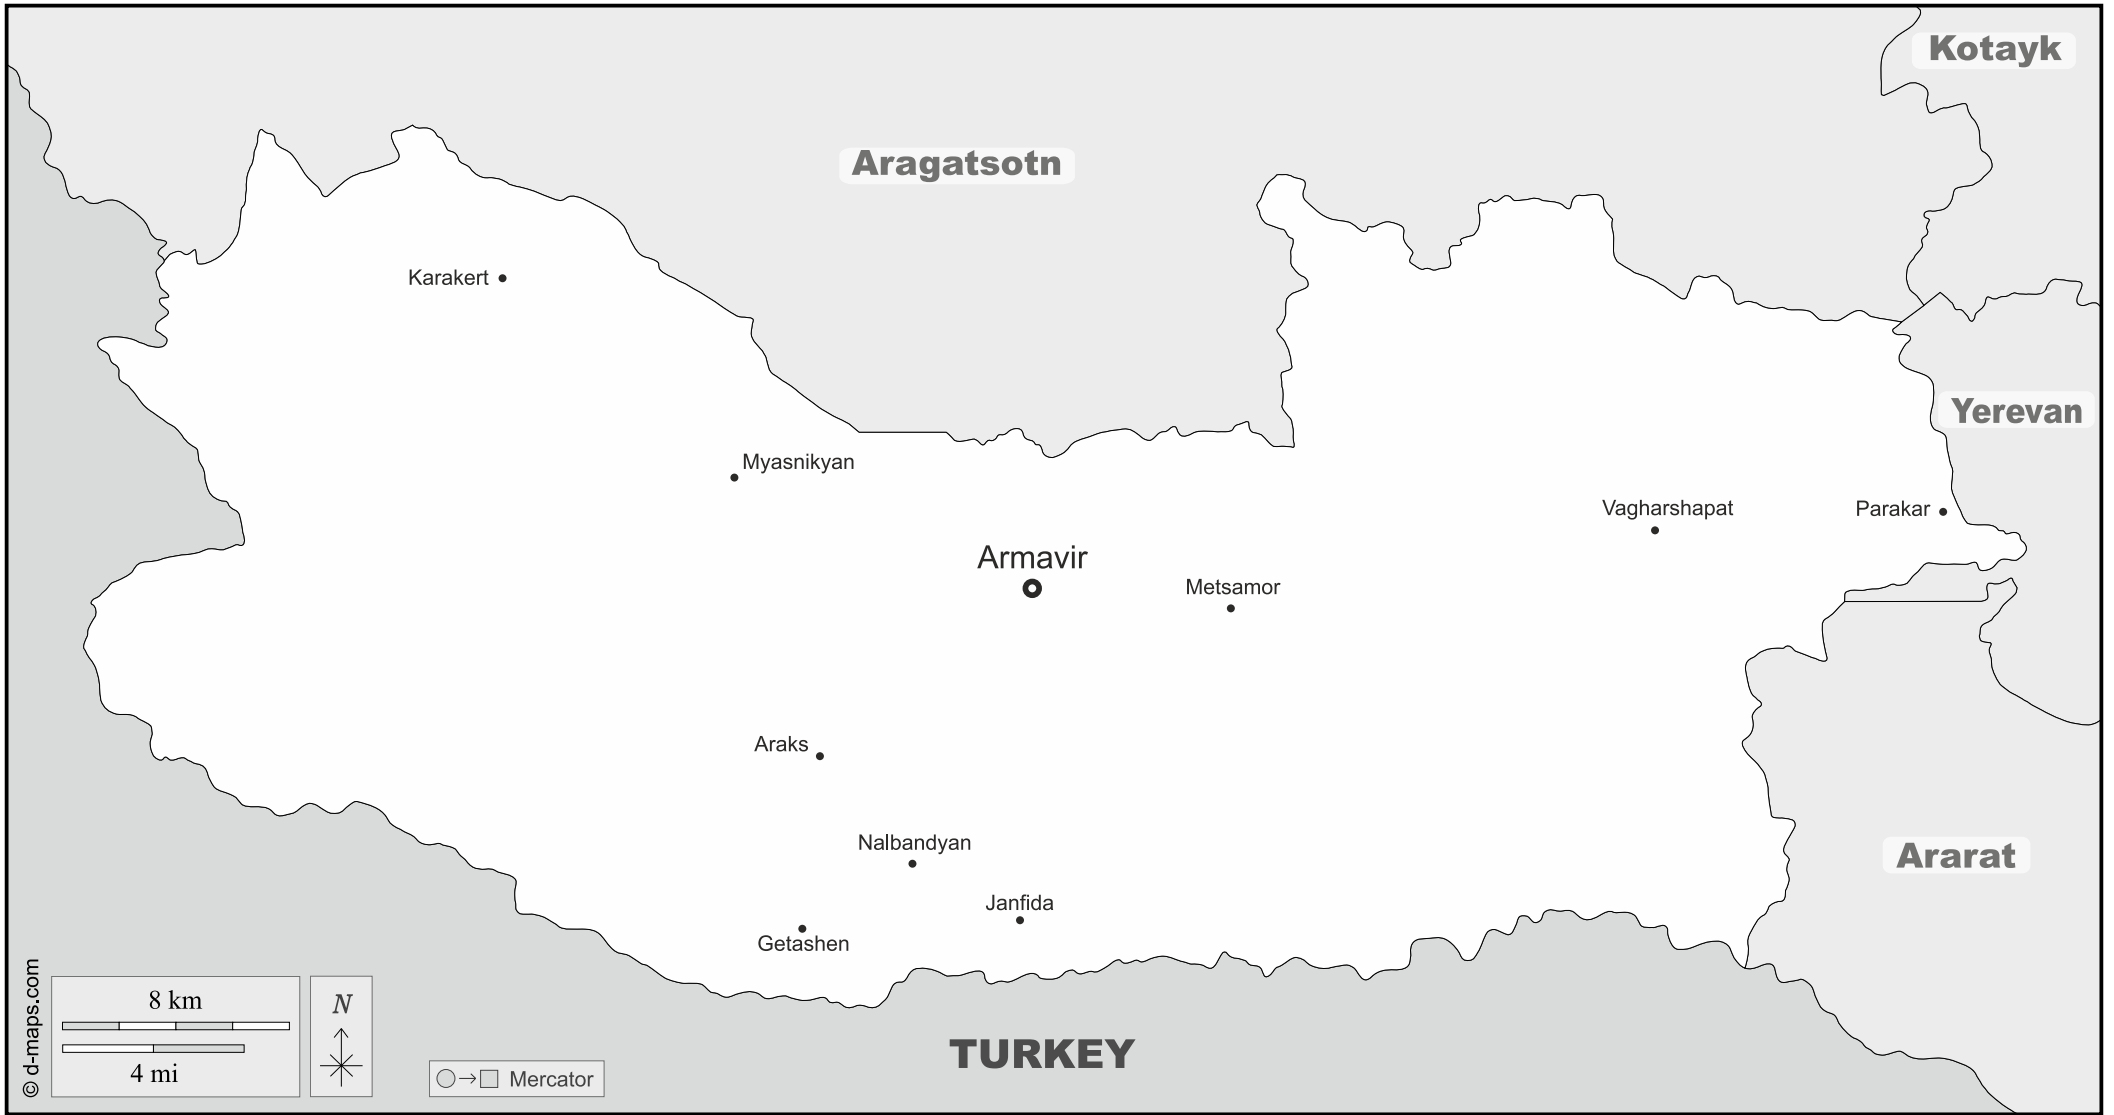 Kotayk
Aragatsotn
Karakert
Yerevan
Myasnikyan
Vagharshapat
Parakar
Armavir
Metsamor
Araks
Nalbandyan
Ararat
Janfida
Getashen
© d-maps.com
8 km
4 mi
N
Mercator
TURKEY